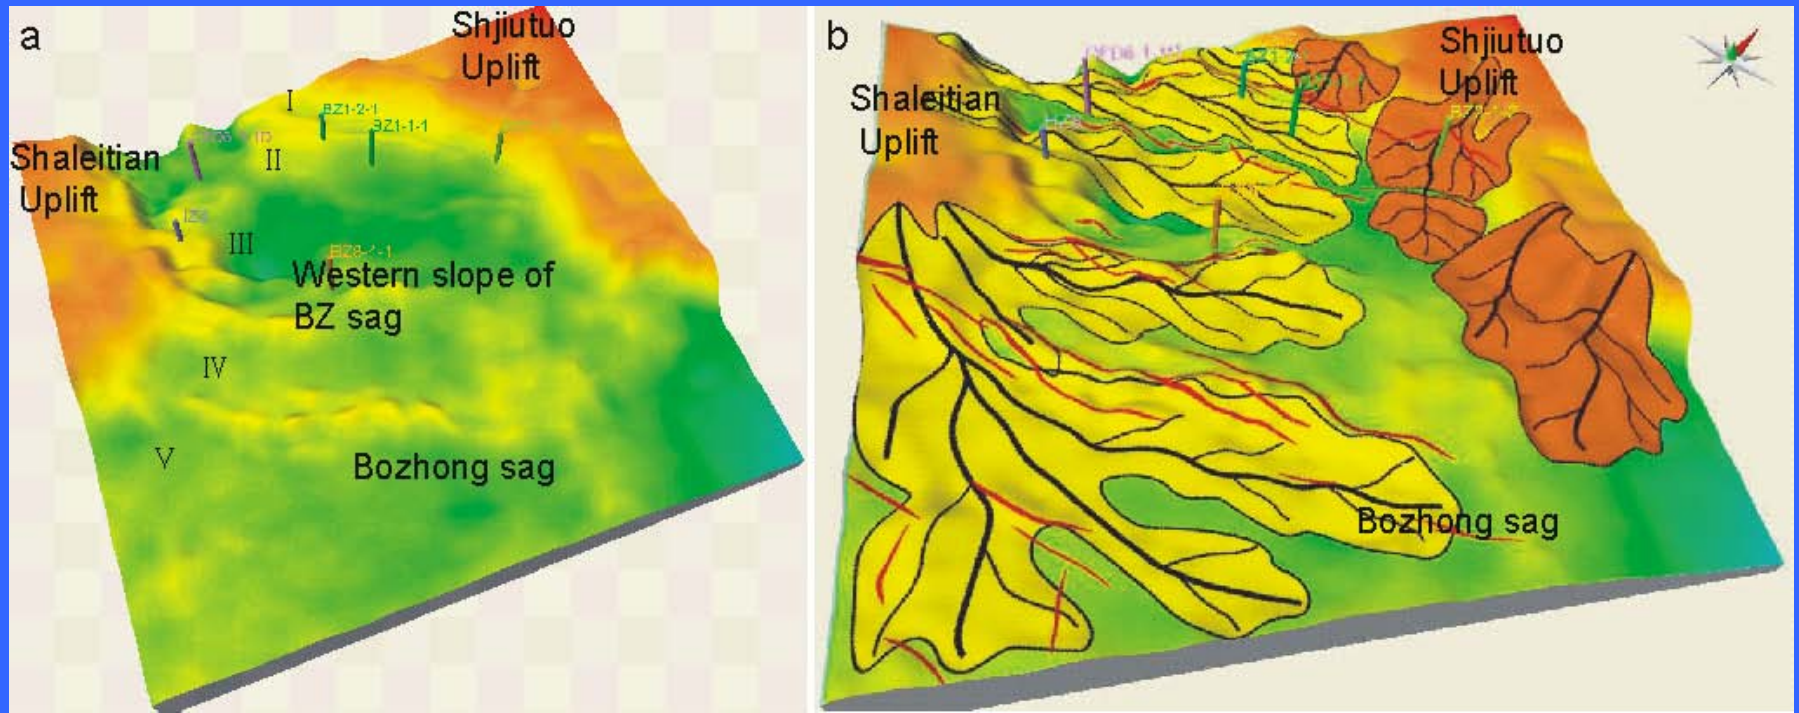 a
Shjiutuo
Uplift
I
BZ1-2-1
BZ1-1-1
II
Shaleitian
Uplift
III
Western slope of
BZ sag
IV
V
Bozhong sag
b
Shjiutuo
Uplift
Shaleitian
Uplift
Bozhong sag